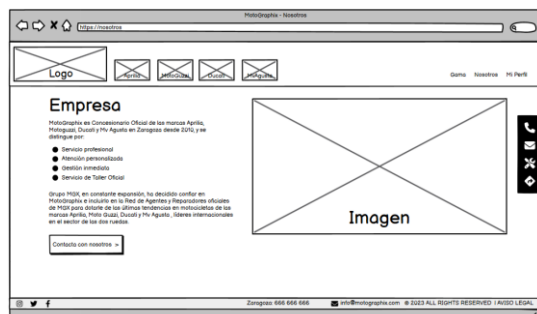 MotoGraphix - Nosotros
https://nosotros
Logo
Aprilia
MotoGuzzi
Ducati
MvAgusta
Gama Nosotros Mi Perfil
Empresa
MotoGraphix es Concesionario Oficial de las marcas Aprilia,
Motoguzzi, Ducati y Mv Agusta en Zaragoza desde 2010, y se
distingue por:
Servicio profesional
Atención personalizada
Gestión inmediata
Servicio de Taller Oficial
Grupo MGX, en constante expansión, ha decidido confiar en
MotoGraphix e incluirlo en la Red de Agentes y Reparadores oficiales
de MGX para dotarle de las últimas tendencias en motocicletas de las
marcas Aprilia, Moto Guzzi, Ducati y Mv Agusta , líderes internacionales
en el sector de las dos ruedas.
Contacta con nosotros >
Imagen
Zaragoza: 666 666 666 info@motographix.com © 2023 ALL RIGHTS RESERVED | AVISO LEGAL